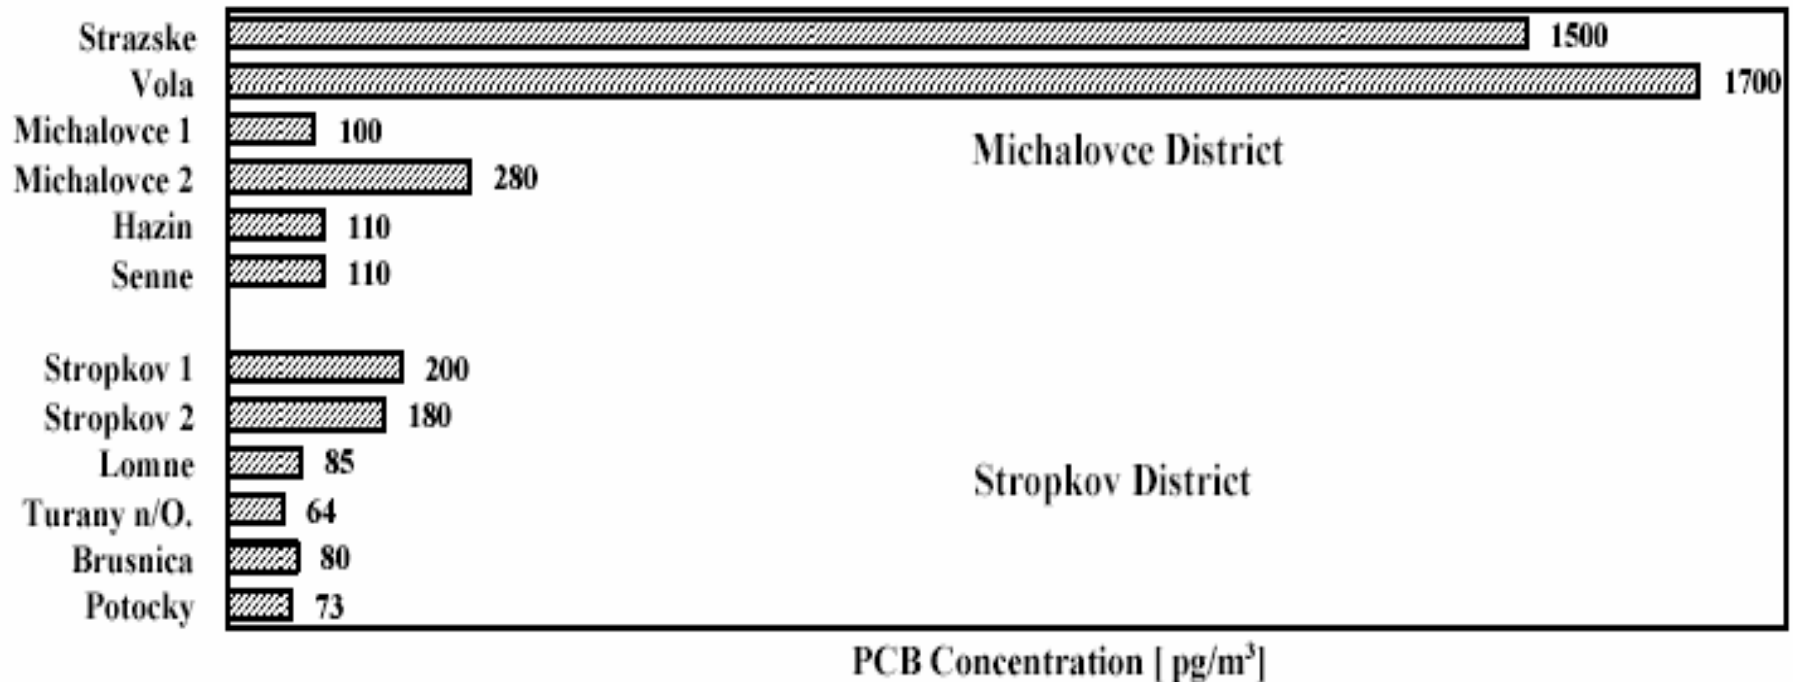 Strazske 1500
Vola 1700
Michalovce 1 100
Michalovce District
Michalovce 2 280
Hazin 110
Senne 110
Stropkov 1 200
Stropkov 2 180
Lomne 85
Stropkov District
Turany n/O. 64
Brusnica 80
Potocky 73
PCB Concentration [ pg/m³]